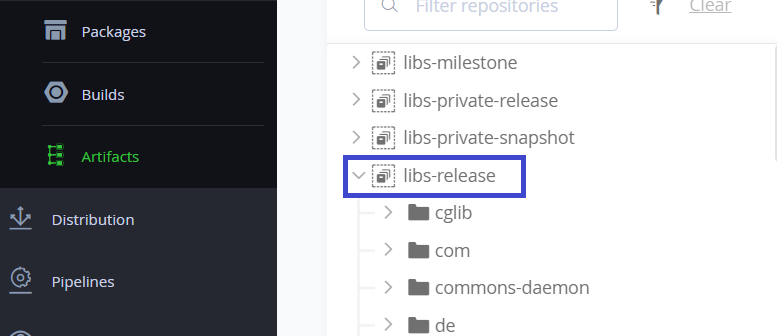 Filter repositories
Clear
Packages
Builds
Artifacts
Distribution
Pipelines
libs-milestone
libs-private-release
libs-private-snapshot
libs-release
cglib
com
commons-daemon
de